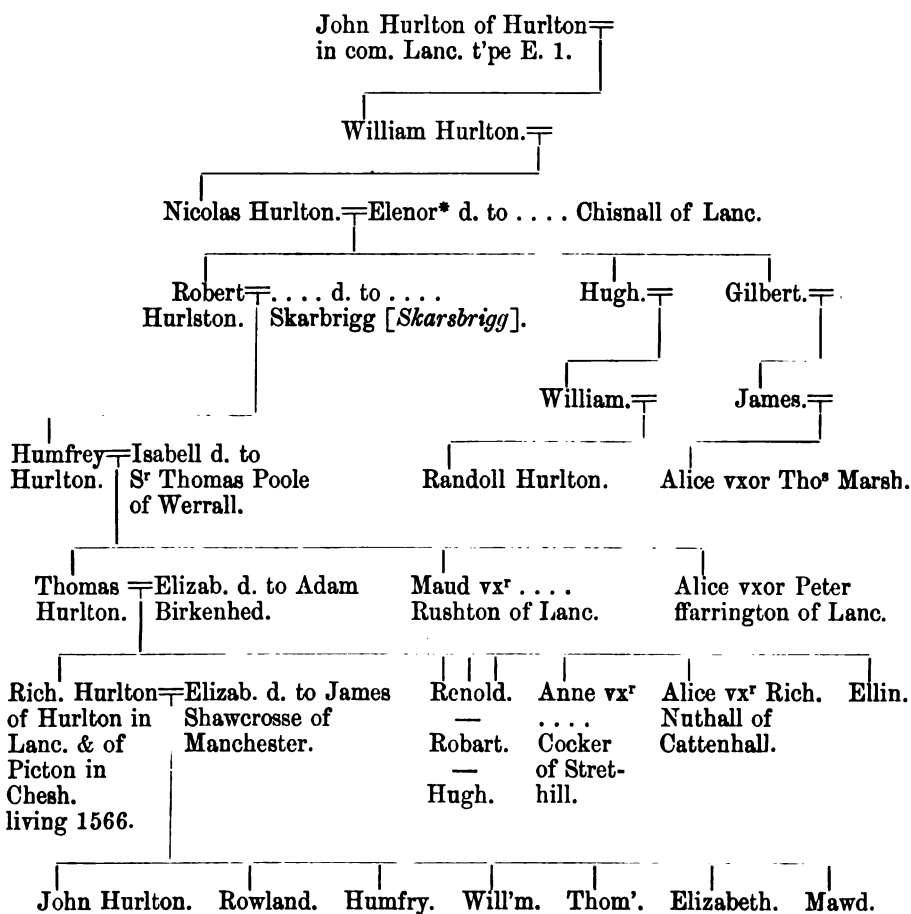 John Hurlton of Hurlton
in com. Lanc. t'pe E. 1.
William Hurlton.
Nicolas Hurlton. Elenor* d. to . . . . Chisnall of Lanc.
Robert
Hurlston.
. . . . d. to . . . .
Skarbrigg [Skarsbrigg].
Hugh.
Gilbert.
William.
James.
Humfrey
Hurlton.
Isabell d. to
Sʳ Thomas Poole
of Werrall.
Randoll Hurlton.
Alice vxor Thoˢ Marsh.
Thomas
Hurlton.
Elizab. d. to Adam
Birkenhed.
Maud vxʳ . . . .
Rushton of Lanc.
Alice vxor Peter
ffarrington of Lanc.
Rich. Hurlton
of Hurlton in
Lanc. & of
Picton in
Chesh.
living 1566.
Elizab. d. to James
Shawcrosse of
Manchester.
Renold.
—
Robart.
—
Hugh.
Anne vxʳ
. . . .
Cocker
of Stret-
hill.
Alice vxʳ Rich.
Nuthall of
Cattenhall.
Ellin.
John Hurlton. Rowland. Humfry. Will'm. Thom'. Elizabeth. Mawd.